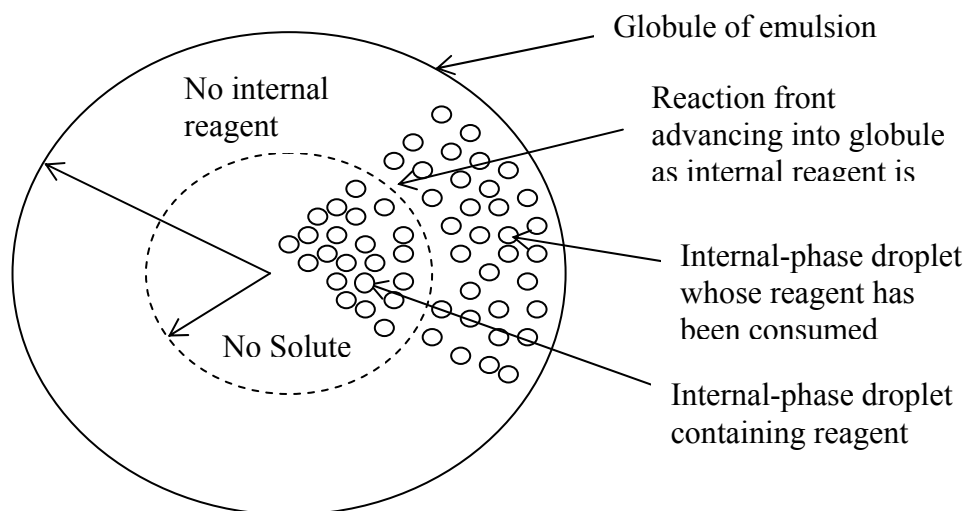 Globule of emulsion
No internal
reagent
Reaction front
advancing into globule
as internal reagent is
Internal-phase droplet
whose reagent has
been consumed
No Solute
Internal-phase droplet
containing reagent